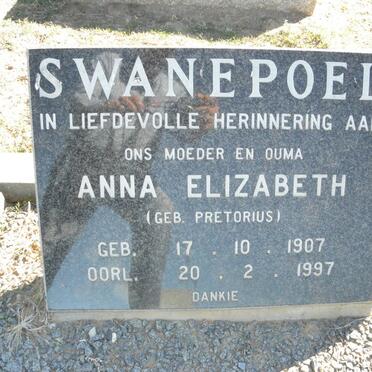 SWANEPOEL
IN LIEFDEVOLLE HERINNERING AAN
ONS MOEDER EN OUMA
ANNA ELIZABETH
(GEB. PRETORIUS)
GEB. 17 . 10 . 1907
OORL. 20 . 2 . 1997
DANKIE